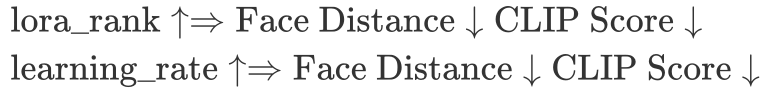 lora_rank ↑⇒ Face Distance ↓ CLIP Score ↓
learning_rate ↑⇒ Face Distance ↓ CLIP Score ↓